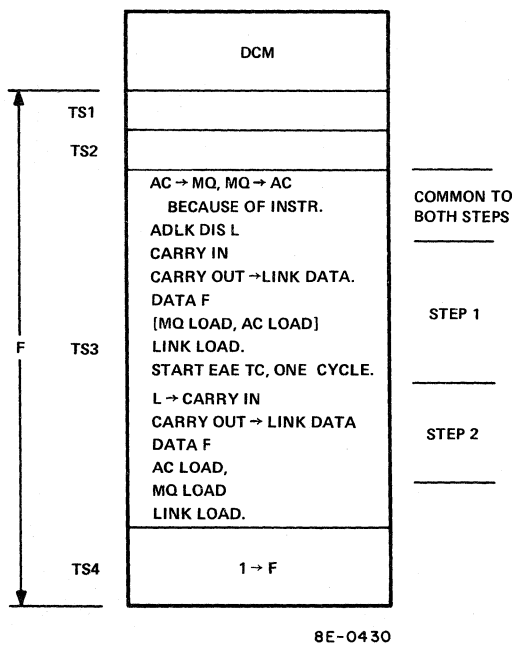 DCM
TS1
TS2
AC → MQ, MQ → AC
BECAUSE OF INSTR.
ADLK DIS L
COMMON TO
BOTH STEPS
CARRY IN
CARRY OUT → LINK DATA.
DATA F
[MQ LOAD, AC LOAD]
LINK LOAD.
START EAE TC, ONE CYCLE.
STEP 1
F
TS3
L → CARRY IN
CARRY OUT → LINK DATA
DATA F
AC LOAD,
MQ LOAD
LINK LOAD.
STEP 2
TS4
1 → F
8E-0430